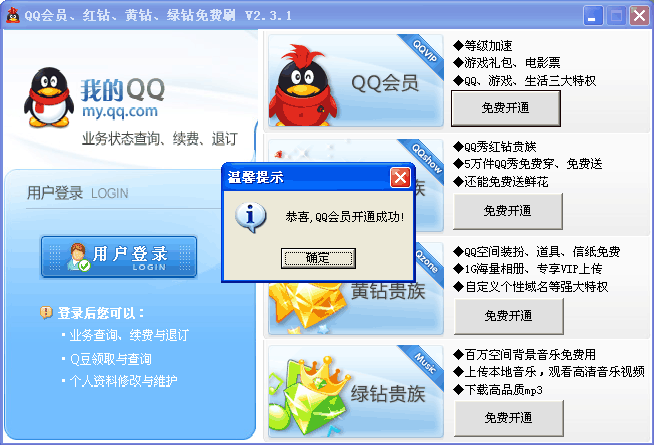 QQ会员、红钻、黄钻、绿钻免费刷 V2.3.1
我的QQ
my.qq.com
业务状态查询、续费、退订
用户登录 LOGIN
用户登录
LOGIN
登录后您可以：
·业务查询、续费与退订
·Q豆领取与查询
·个人资料修改与维护
QQ会员
QQVIP
◆等级加速
◆游戏礼包、电影票
◆QQ、游戏、生活三大特权
免费开通
QQshow
族
◆QQ秀红钻贵族
◆5万件QQ秀免费穿、免费送
◆还能免费送鲜花
免费开通
温馨提示
恭喜,QQ会员开通成功!
确定
Qzone
黄钻贵族
◆QQ空间装扮、道具、信纸免费
◆1G海量相册、专享VIP上传
◆自定义个性域名等强大特权
免费开通
Music
绿钻贵族
◆百万空间背景音乐免费用
◆上传本地音乐，观看高清音乐视频
◆下载高品质mp3
免费开通